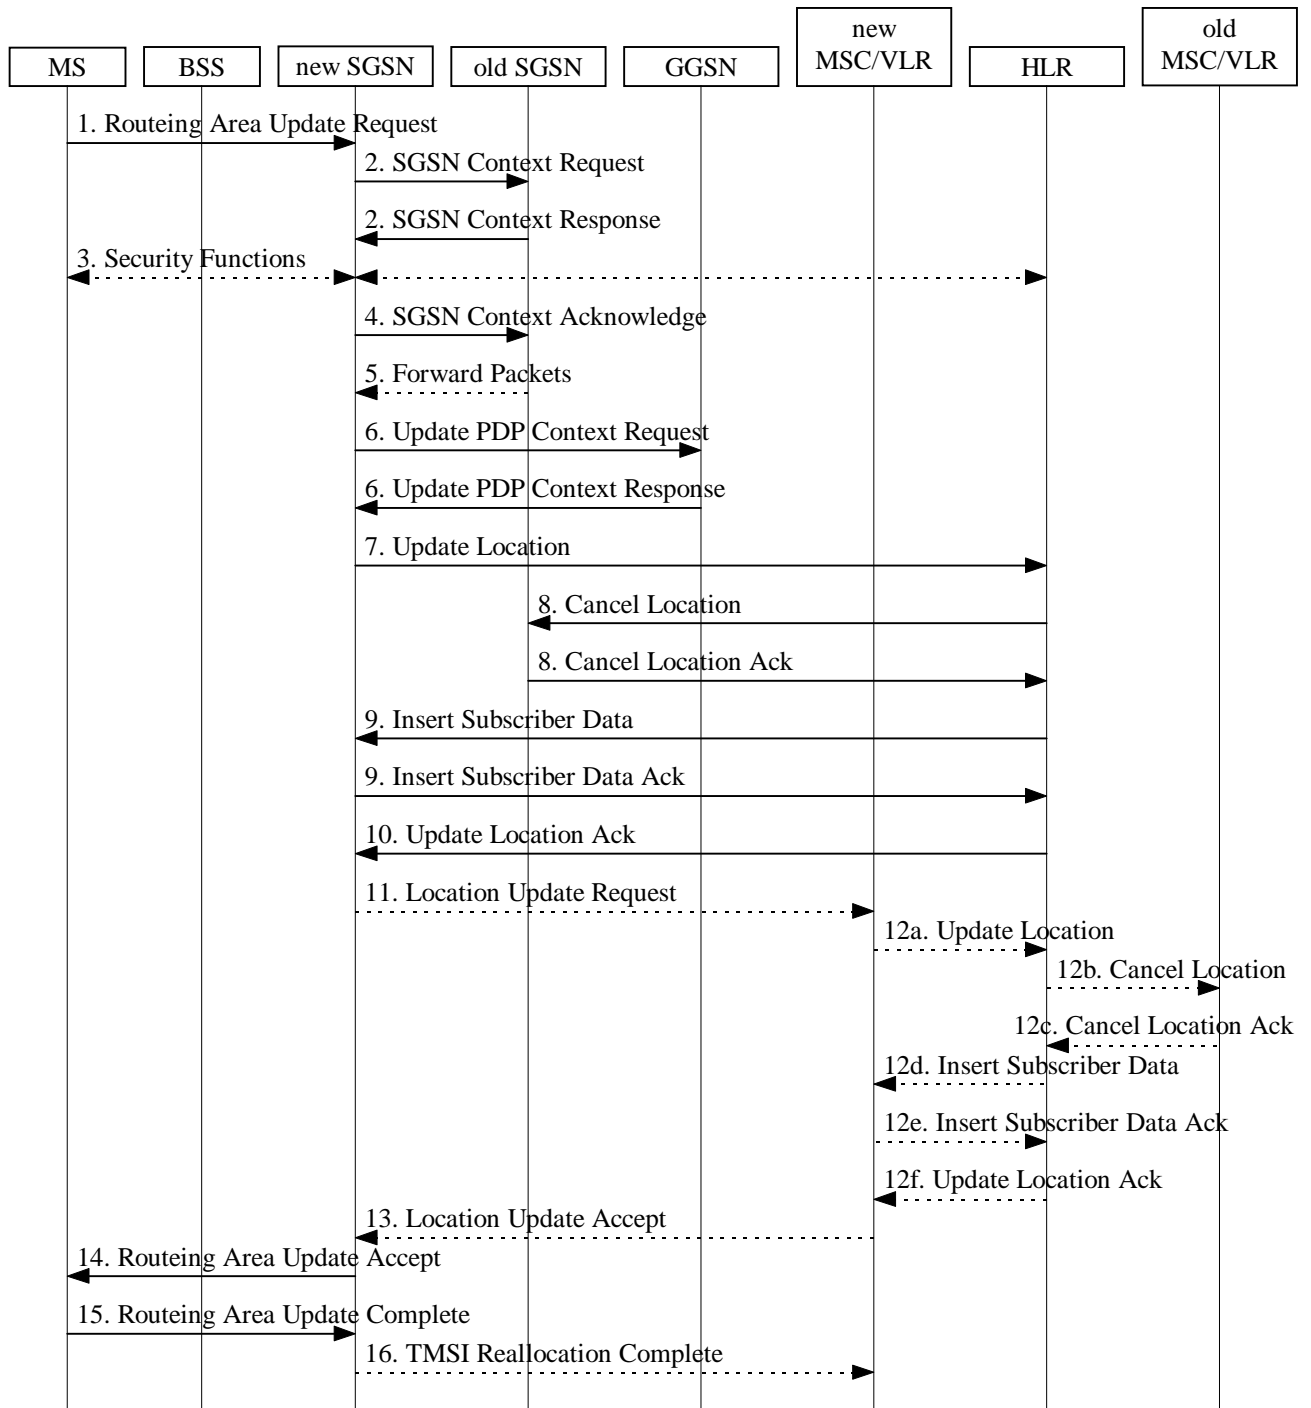 new
MSC/VLR
old
MSC/VLR
MS
BSS
new SGSN
old SGSN
GGSN
HLR
1. Routeing Area Update Request
2. SGSN Context Request
2. SGSN Context Response
3. Security Functions
4. SGSN Context Acknowledge
5. Forward Packets
6. Update PDP Context Request
6. Update PDP Context Response
7. Update Location
8. Cancel Location
8. Cancel Location Ack
9. Insert Subscriber Data
9. Insert Subscriber Data Ack
10. Update Location Ack
11. Location Update Request
12a. Update Location
12b. Cancel Location
12c. Cancel Location Ack
12d. Insert Subscriber Data
12e. Insert Subscriber Data Ack
12f. Update Location Ack
13. Location Update Accept
14. Routeing Area Update Accept
15. Routeing Area Update Complete
16. TMSI Reallocation Complete